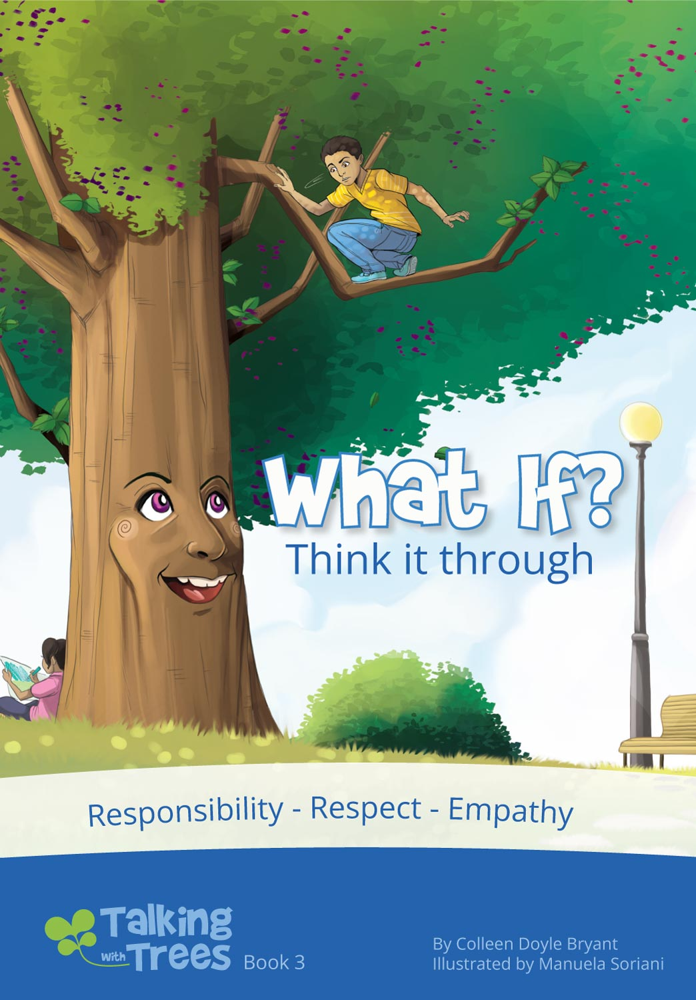 What If?
Think it through
Responsibility - Respect - Empathy
Talking
with Trees
Book 3
By Colleen Doyle Bryant
Illustrated by Manuela Soriani